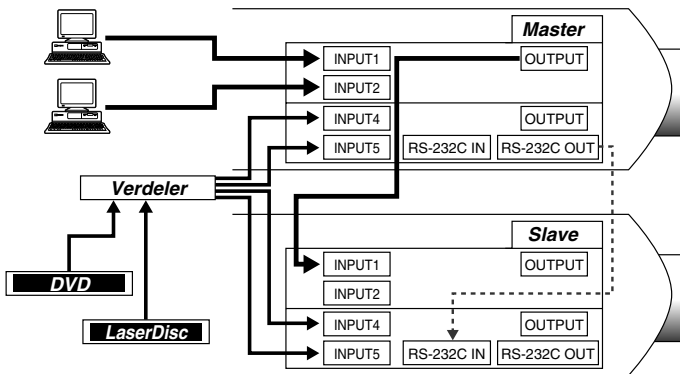 Master
INPUT1 OUTPUT
INPUT2
INPUT4 OUTPUT
INPUT5 RS-232C IN RS-232C OUT
Verdeler
DVD
LaserDisc
Slave
INPUT1 OUTPUT
INPUT2
INPUT4 OUTPUT
INPUT5 RS-232C IN RS-232C OUT